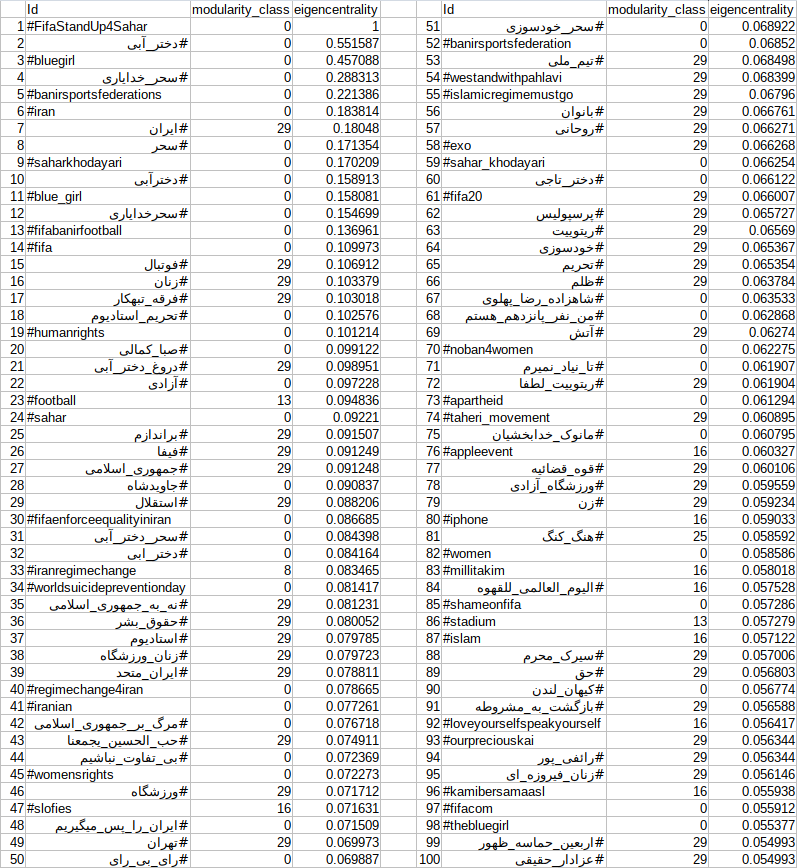 Id modularity_class eigencentrality
1 #FifaStandUp4Sahar 0 1
2 #دختر_آبی 0 0.551587
3 #bluegirl 0 0.457088
4 #سحر_خدایاری 0 0.288313
5 #banirsportsfederations 0 0.221386
6 #iran 0 0.183814
7 #ایران 29 0.18048
8 #سحر 0 0.171354
9 #saharkhodayari 0 0.170209
10 #دخترآبی 0 0.158913
11 #blue_girl 0 0.158081
12 #سحرخدایاری 0 0.154699
13 #fifabanirfootball 0 0.136961
14 #fifa 0 0.109973
15 #فوتبال 29 0.106912
16 #زنان 29 0.103379
17 #فرقه_تبهکار 29 0.103018
18 #تحریم_استادیوم 0 0.102576
19 #humanrights 0 0.101214
20 #صبا_کمالی 0 0.099122
21 #دروغ_دختر_آبی 29 0.098951
22 #آزادی 0 0.097228
23 #football 13 0.094836
24 #sahar 0 0.09221
25 #براندازم 29 0.091507
26 #فیفا 29 0.091249
27 #جمهوری_اسلامی 29 0.091248
28 #جاویدشاه 0 0.090837
29 #استقلال 29 0.088206
30 #fifaenforceequalityiniran 0 0.086685
31 #سحر_دختر_آبی 0 0.084398
32 #دختر_ابی 0 0.084164
33 #iranregimechange 8 0.083465
34 #worldsuicidepreventionday 0 0.081417
35 #نه_به_جمهوری_اسلامی 29 0.081231
36 #حقوق_بشر 29 0.080052
37 #استادیوم 29 0.079785
38 #زنان_ورزشگاه 29 0.079723
39 #ایران_متحد 29 0.078811
40 #regimechange4iran 0 0.078665
41 #iranian 0 0.077261
42 #مرگ_بر_جمهوری_اسلامی 0 0.076718
43 #حب_الحسین_یجمعنا 29 0.074911
44 #بی_تفاوت_نباشیم 0 0.072369
45 #womensrights 0 0.072273
46 #ورزشگاه 29 0.071712
47 #slofies 16 0.071631
48 #ایران_را_پس_میگیریم 0 0.071509
49 #تهران 29 0.069973
50 #رای_بی_رای 0 0.069887
Id modularity_class eigencentrality
51 #سحر_خودسوزی 0 0.068922
52 #banirsportsfederation 0 0.06852
53 #تیم_ملی 29 0.068498
54 #westandwithpahlavi 29 0.068399
55 #islamicregimemustgo 29 0.06796
56 #بانوان 29 0.066761
57 #روحانی 29 0.066271
58 #exo 29 0.066268
59 #sahar_khodayari 0 0.066254
60 #دختر_تاجی 0 0.066122
61 #fifa20 29 0.066007
62 #پرسپولیس 29 0.065727
63 #ریتوییت 29 0.06569
64 #خودسوزی 29 0.065367
65 #تحریم 29 0.065354
66 #ظلم 29 0.063784
67 #شاهزاده_رضا_پهلوی 0 0.063533
68 #من_نفر_پانزدهم_هستم 0 0.062868
69 #آتش 29 0.06274
70 #noban4women 0 0.062275
71 #تا_نیاد_نمیرم 0 0.061907
72 #ریتوییت_لطفا 29 0.061904
73 #apartheid 0 0.061294
74 #taheri_movement 29 0.060895
75 #مانوک_خدابخشیان 0 0.060795
76 #appleevent 16 0.060327
77 #قوه_قضائیه 29 0.060106
78 #ورزشگاه_آزادی 29 0.059559
79 #زن 29 0.059234
80 #iphone 16 0.059033
81 #هنگ_کنگ 25 0.058592
82 #women 0 0.058586
83 #millitakim 16 0.058018
84 #الیوم_العالمی_للقهوه 16 0.057528
85 #shameonfifa 0 0.057286
86 #stadium 13 0.057279
87 #islam 16 0.057122
88 #سیرک_محرم 29 0.057006
89 #حق 29 0.056803
90 #کیهان_لندن 0 0.056774
91 #بازگشت_به_مشروطه 29 0.056588
92 #loveyourselfspeakyourself 16 0.056417
93 #ourpreciouskai 29 0.056344
94 #رائفی_پور 29 0.056344
95 #زنان_فیروزه_ای 29 0.056146
96 #kamibersamaasl 16 0.055938
97 #fifacom 0 0.055912
98 #thebluegirl 0 0.055377
99 #اربعین_حماسه_ظهور 29 0.054993
100 #عزادار_حقیقی 29 0.054993